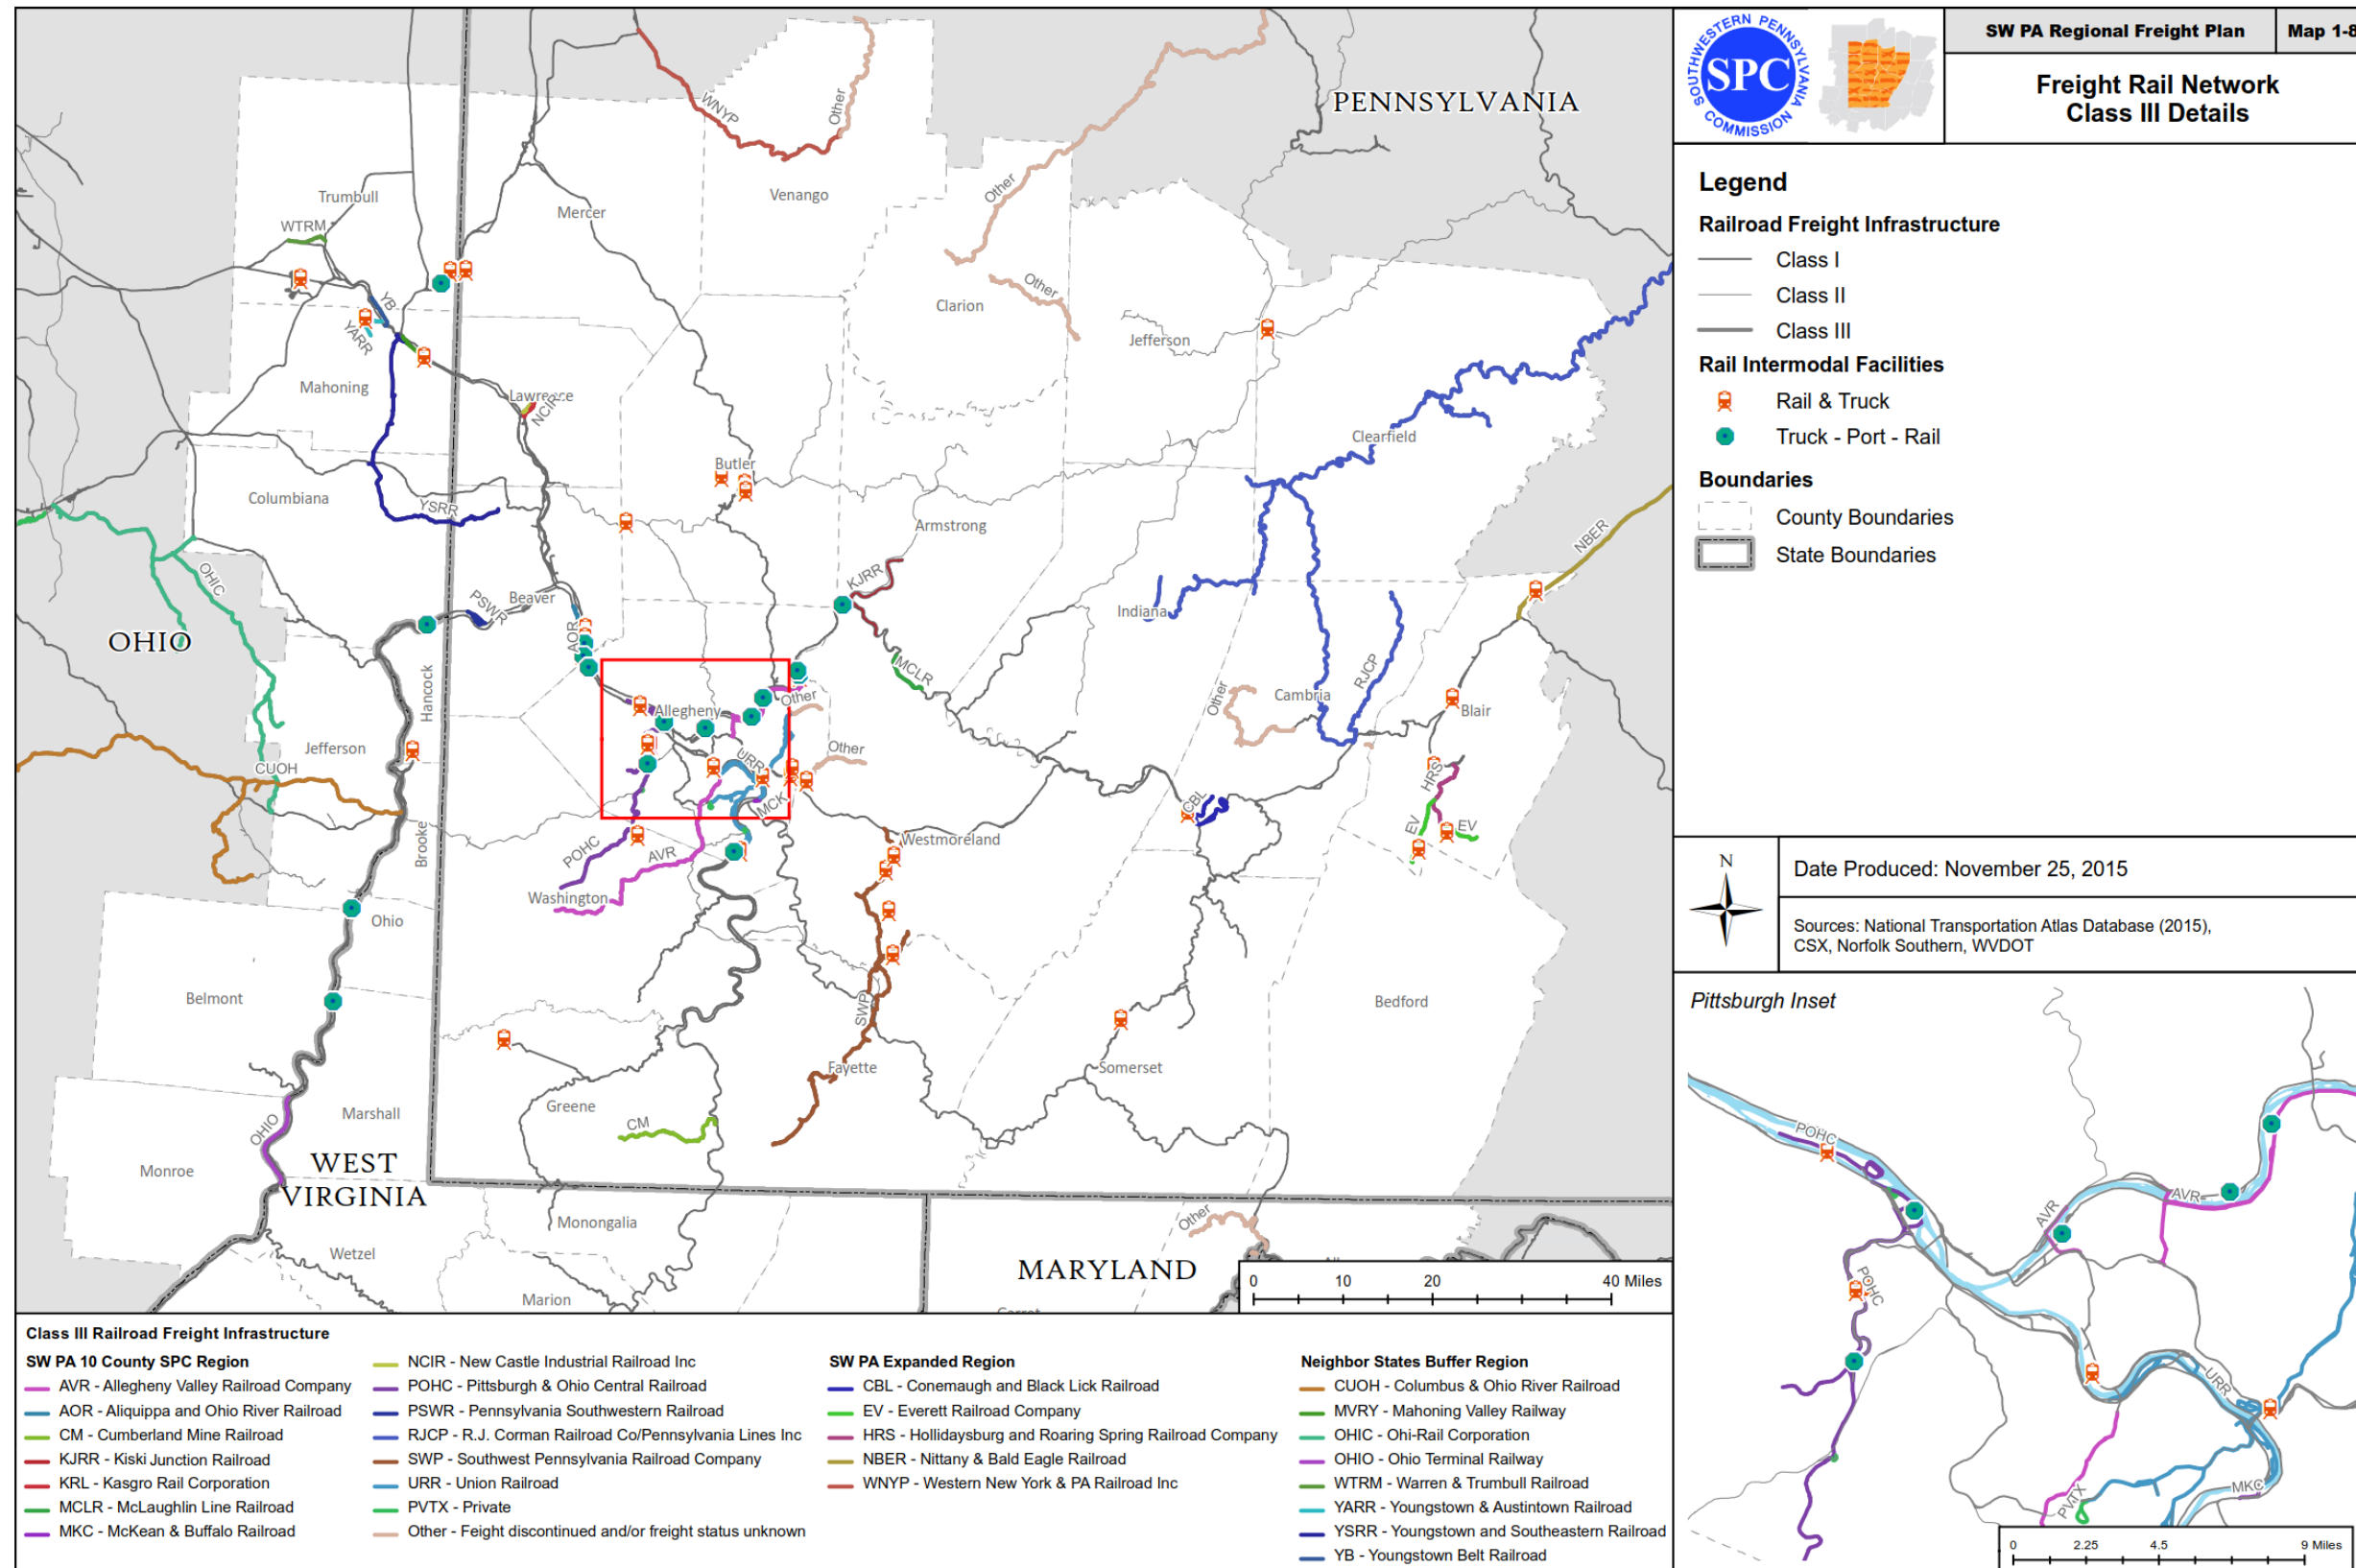 SOUTHWESTERN PENNSYLVANIA
SPC
COMMISSION
SW PA Regional Freight Plan
Map 1-8
Freight Rail Network
Class III Details
Legend
Railroad Freight Infrastructure
Class I
Class II
Class III
Rail Intermodal Facilities
Rail & Truck
Truck - Port - Rail
Boundaries
County Boundaries
State Boundaries
N
Date Produced: November 25, 2015
Sources: National Transportation Atlas Database (2015),
CSX, Norfolk Southern, WVDOT
Pittsburgh Inset
POHC
AVR
AVR
POHC
URR
MKC
PVTX
0 2.25 4.5 9 Miles
PENNSYLVANIA
WNYP
Other
Trumbull
Mercer
Venango
Other
WTRM
Other
Clarion
YB
YARR
Jefferson
Mahoning
Lawrence
NCIR
Clearfield
Butler
Columbiana
YSRR
Armstrong
NBER
OHIC
KJRR
PSWR
Beaver
Indiana
OHIO
AOR
MCLR
Hancock
Other
Cambria
RJCP
Allegheny
Other
Blair
Jefferson
Other
CUOH
URR
HRS
MCK
CBL
Brooke
EV
EV
POHC
AVR
Westmoreland
Washington
Ohio
Belmont
SWP
Bedford
Fayette
Somerset
Greene
Marshall
OHIO
CM
Monroe
WEST
VIRGINIA
Monongalia
Other
Wetzel
MARYLAND
Marion
Garret
0 10 20 40 Miles
Class III Railroad Freight Infrastructure
SW PA 10 County SPC Region
AVR - Allegheny Valley Railroad Company
AOR - Aliquippa and Ohio River Railroad
CM - Cumberland Mine Railroad
KJRR - Kiski Junction Railroad
KRL - Kasgro Rail Corporation
MCLR - McLaughlin Line Railroad
MKC - McKean & Buffalo Railroad
NCIR - New Castle Industrial Railroad Inc
POHC - Pittsburgh & Ohio Central Railroad
PSWR - Pennsylvania Southwestern Railroad
RJCP - R.J. Corman Railroad Co/Pennsylvania Lines Inc
SWP - Southwest Pennsylvania Railroad Company
URR - Union Railroad
PVTX - Private
Other - Feight discontinued and/or freight status unknown
SW PA Expanded Region
CBL - Conemaugh and Black Lick Railroad
EV - Everett Railroad Company
HRS - Hollidaysburg and Roaring Spring Railroad Company
NBER - Nittany & Bald Eagle Railroad
WNYP - Western New York & PA Railroad Inc
Neighbor States Buffer Region
CUOH - Columbus & Ohio River Railroad
MVRY - Mahoning Valley Railway
OHIC - Ohi-Rail Corporation
OHIO - Ohio Terminal Railway
WTRM - Warren & Trumbull Railroad
YARR - Youngstown & Austintown Railroad
YSRR - Youngstown and Southeastern Railroad
YB - Youngstown Belt Railroad